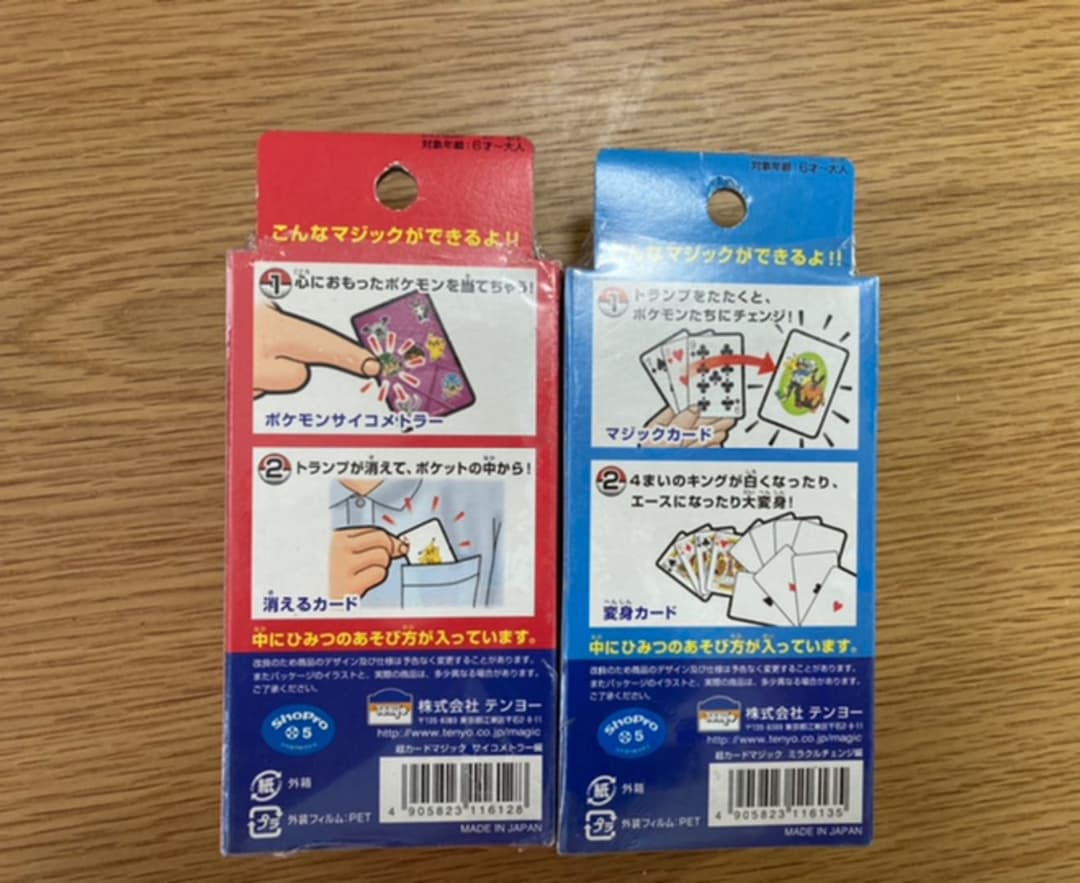 対象年齢:6才~大人
こんなマジックができるよ!!
1 心におもったポケモンを当てちゃう!
ポケモンサイコメトラー
2 トランプが消えて、ポケットの中から!
消えるカード
中にひみつのあそび方が入っています。
改良のため商品のデザイン及び仕様は予告なく変更することがあります。
またパッケージのイラストと、実際の商品は、多少異なる場合があります。
ご了承ください。
ShoPro
5
Tenyo
株式会社 テンヨー
http://www.tenyo.co.jp/magic
超カードマジック サイコメトラー編
紙 外箱
プラ 外装フィルム:PET
4 905823 116128
MADE IN JAPAN
対象年齢:6才~大人
こんなマジックができるよ!!
1 トランプをたたくと、
ポケモンたちにチェンジ!
マジックカード
2 4まいのキングが白くなったり、
エースになったり大変身!
変身カード
中にひみつのあそび方が入っています。
改良のため商品のデザイン及び仕様は予告なく変更することがあります。
またパッケージのイラストと、実際の商品は、多少異なる場合があります。
ご了承ください。
ShoPro
5
Tenyo
株式会社 テンヨー
http://www.tenyo.co.jp/magic
超カードマジック ミラクルチェンジ編
紙 外箱
プラ 外装フィルム:PET
4 905823 116135
MADE IN JAPAN